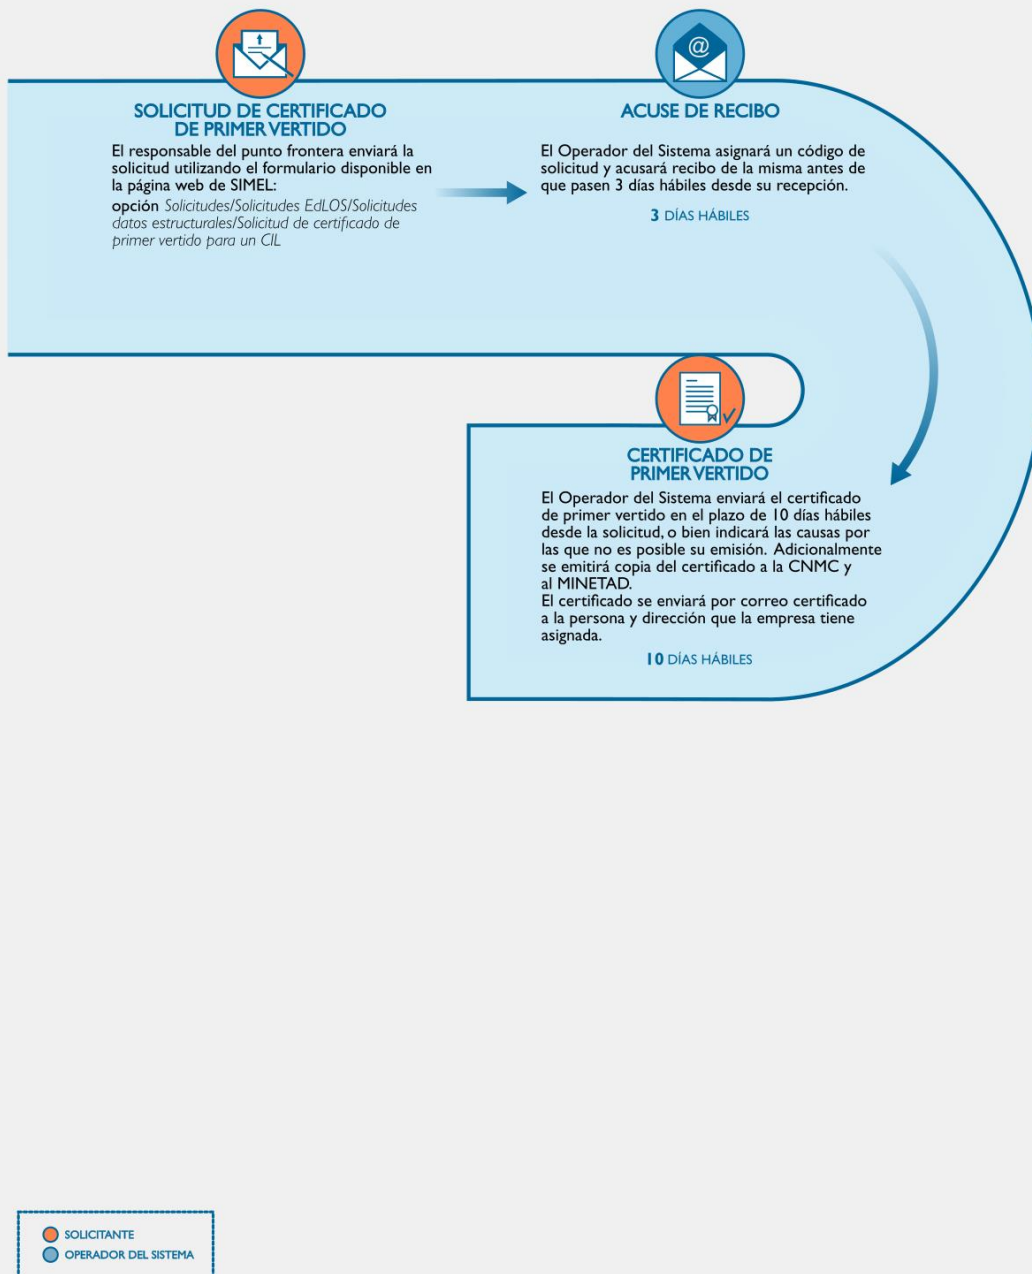 SOLICITUD DE CERTIFICADO
DE PRIMER VERTIDO
El responsable del punto frontera enviará la
solicitud utilizando el formulario disponible en
la página web de SIMEL:
opción Solicitudes/Solicitudes EdLOS/Solicitudes
datos estructurales/Solicitud de certificado de
primer vertido para un CIL
@
ACUSE DE RECIBO
El Operador del Sistema asignará un código de
solicitud y acusará recibo de la misma antes de
que pasen 3 días hábiles desde su recepción.
3 DÍAS HÁBILES
CERTIFICADO DE
PRIMER VERTIDO
El Operador del Sistema enviará el certificado
de primer vertido en el plazo de 10 días hábiles
desde la solicitud, o bien indicará las causas por
las que no es posible su emisión. Adicionalmente
se emitirá copia del certificado a la CNMC y
al MINETAD.
El certificado se enviará por correo certificado
a la persona y dirección que la empresa tiene
asignada.
10 DÍAS HÁBILES
SOLICITANTE
OPERADOR DEL SISTEMA